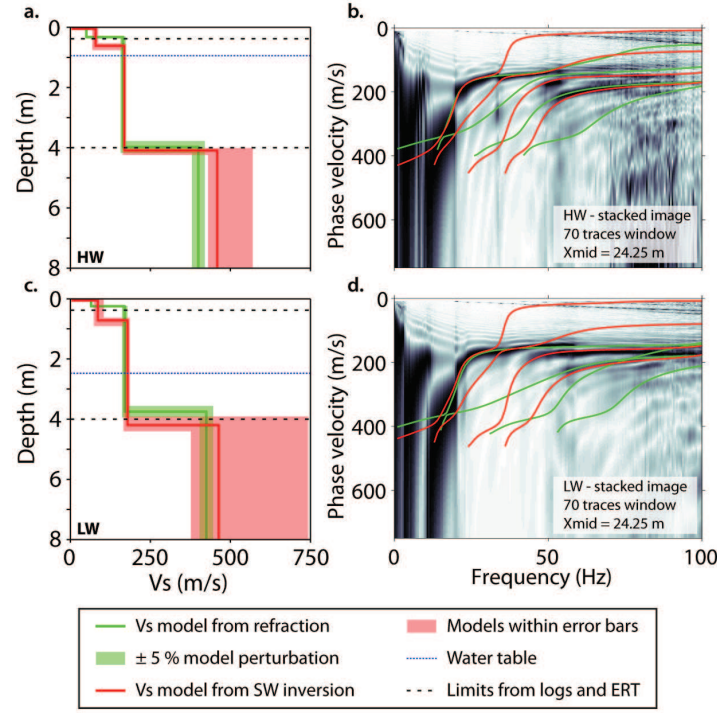 a.
0
2
4
6
8
Depth (m)
HW
b.
0
200
400
600
Phase velocity (m/s)
HW - stacked image
70 traces window
Xmid = 24.25 m
c.
0
2
4
6
8
Depth (m)
LW
0
250
500
750
Vs (m/s)
d.
0
200
400
600
Phase velocity (m/s)
LW - stacked image
70 traces window
Xmid = 24.25 m
0
50
100
Frequency (Hz)
Vs model from refraction
± 5 % model perturbation
Vs model from SW inversion
Models within error bars
Water table
Limits from logs and ERT